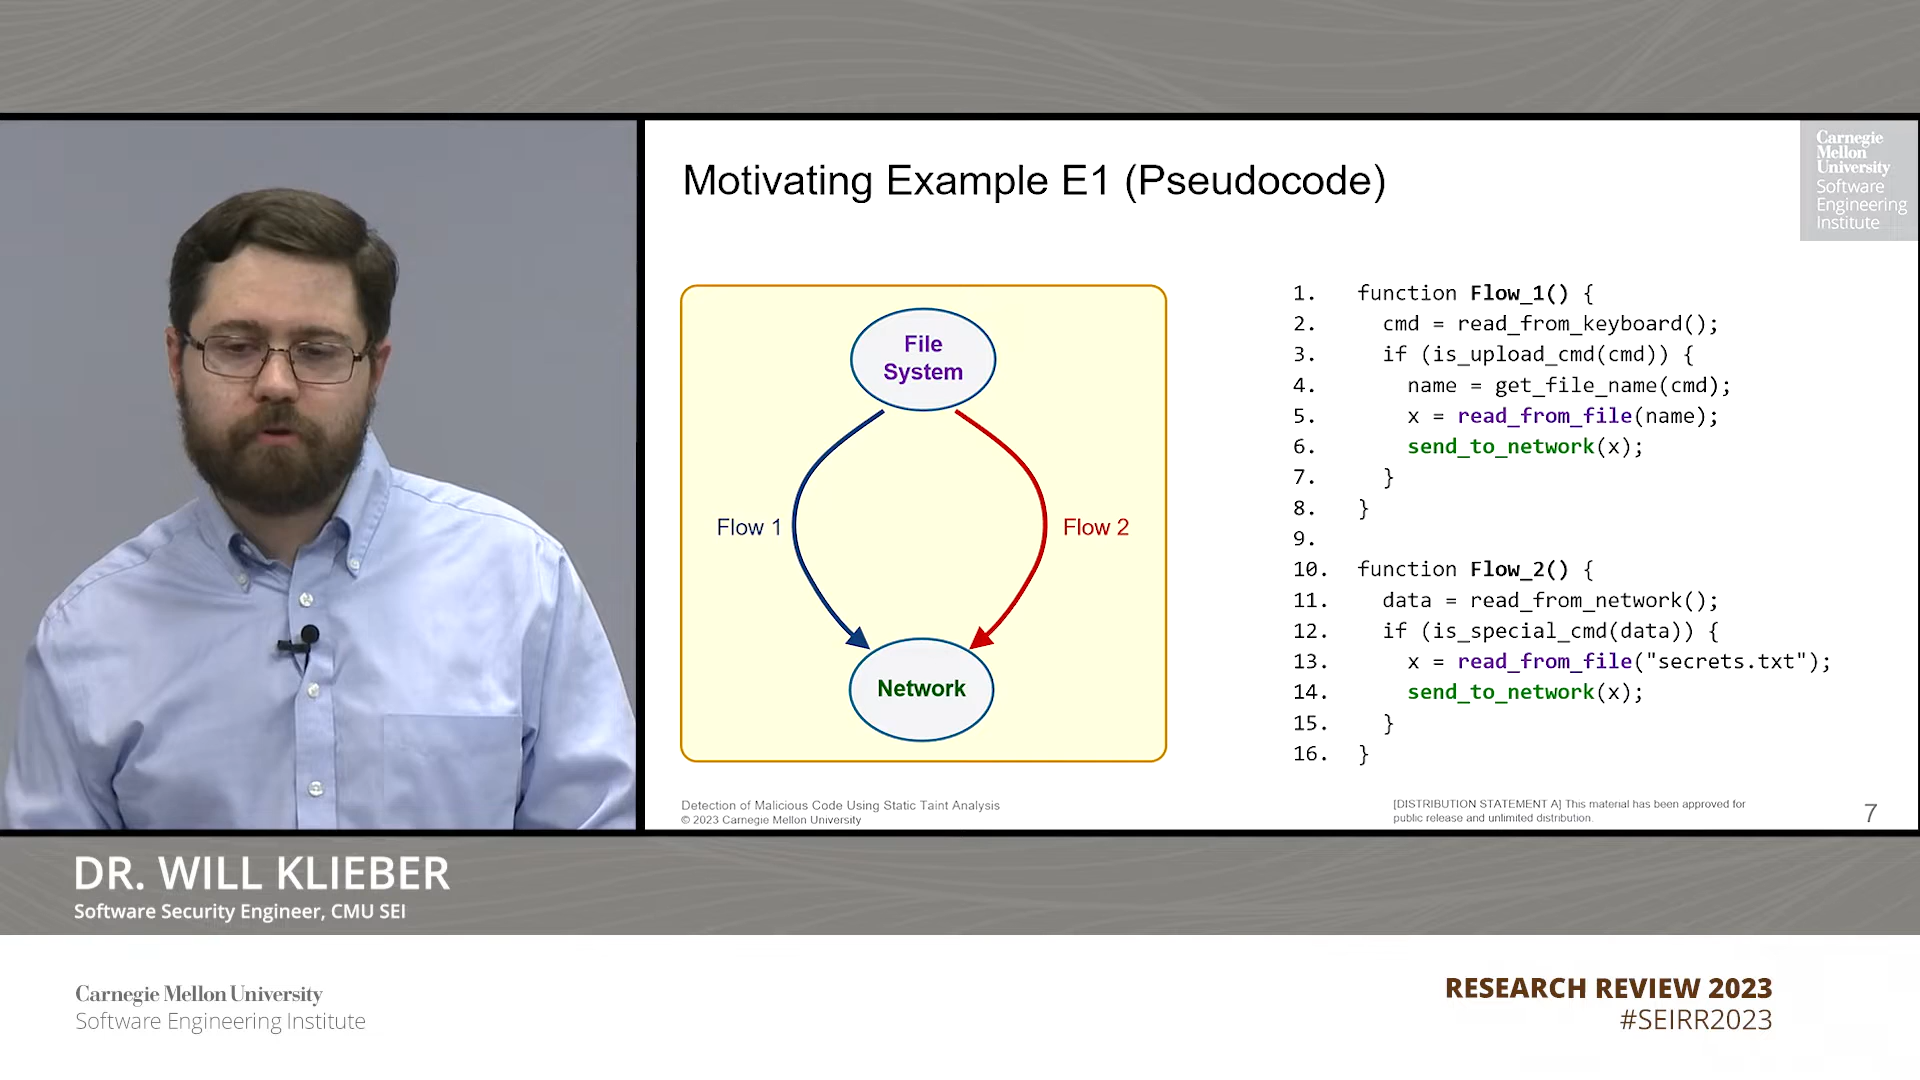 Motivating Example E1 (Pseudocode)
Carnegie
Mellon
University
Software
Engineering
Institute
File
System
Flow 1
Flow 2
Network
1. function Flow_1() {
2. cmd = read_from_keyboard();
3. if (is_upload_cmd(cmd)) {
4. name = get_file_name(cmd);
5. x = read_from_file(name);
6. send_to_network(x);
7. }
8. }
9.
10. function Flow_2() {
11. data = read_from_network();
12. if (is_special_cmd(data)) {
13. x = read_from_file("secrets.txt");
14. send_to_network(x);
15. }
16. }
Detection of Malicious Code Using Static Taint Analysis
© 2023 Carnegie Mellon University
[DISTRIBUTION STATEMENT A] This material has been approved for
public release and unlimited distribution.
7
DR. WILL KLIEBER
Software Security Engineer, CMU SEI
Carnegie Mellon University
Software Engineering Institute
RESEARCH REVIEW 2023
#SEIRR2023